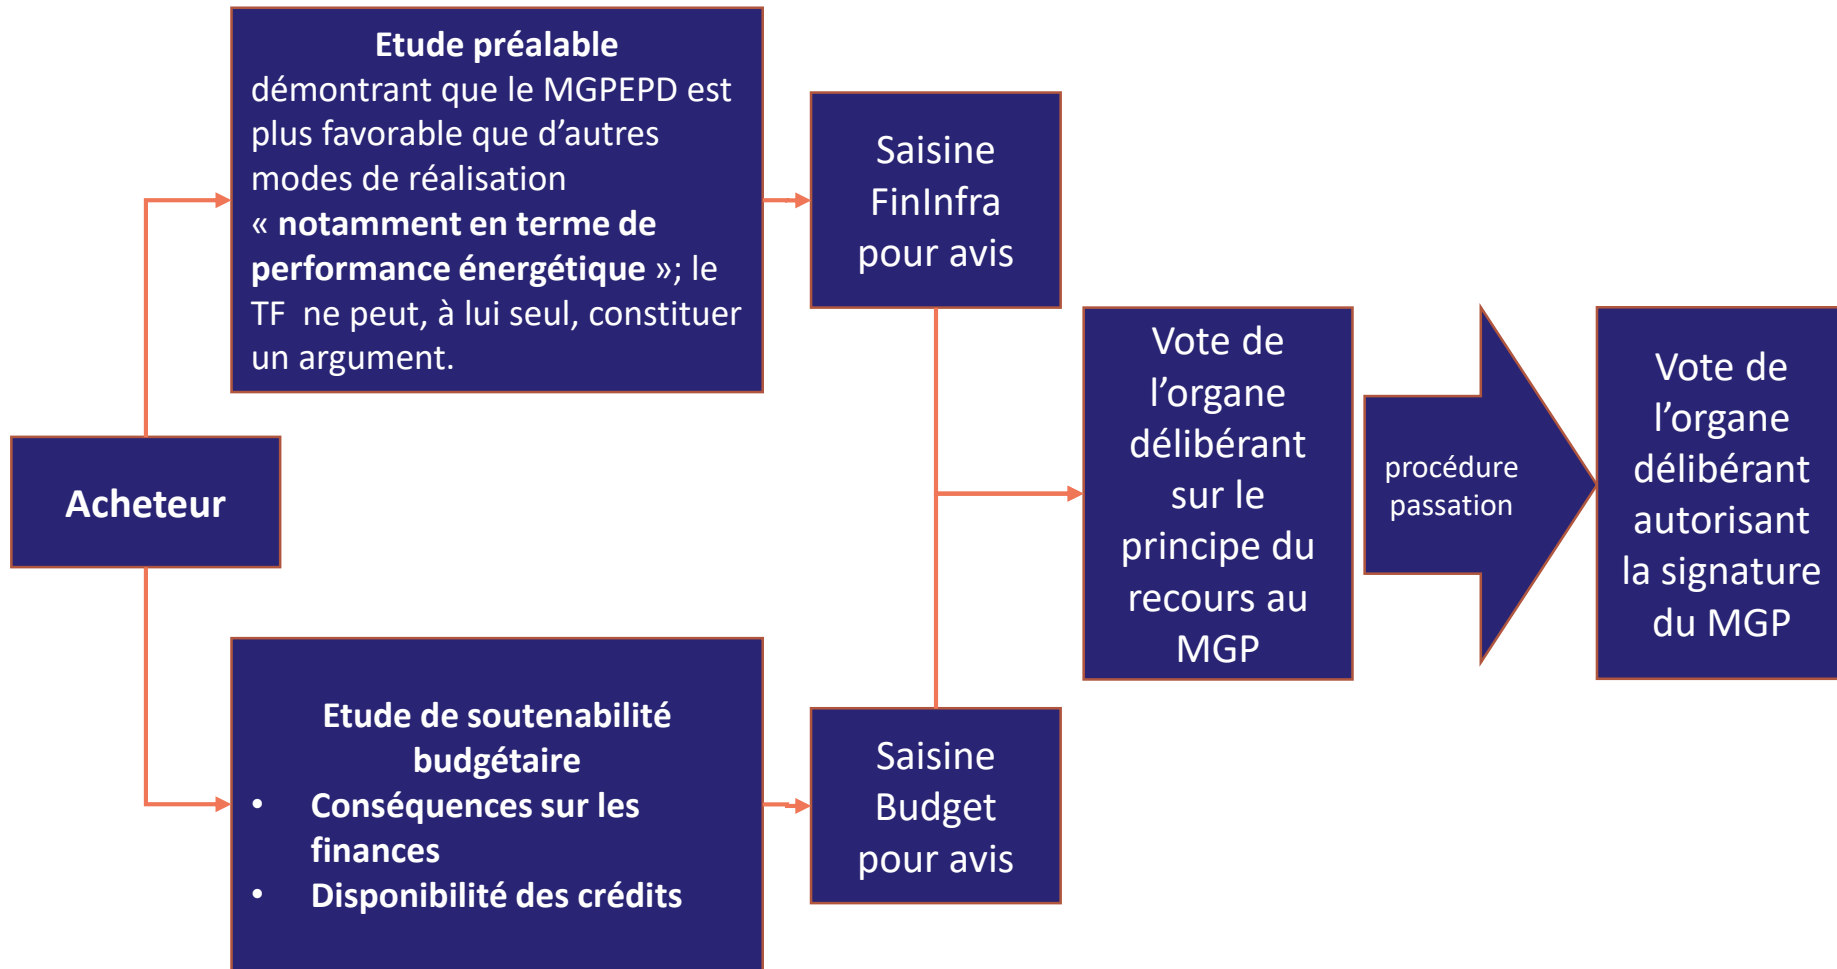 Etude préalable
démontrant que le MGPEPD est
plus favorable que d’autres
modes de réalisation
« notamment en terme de
performance énergétique »; le
TF ne peut, à lui seul, constituer
un argument.
Saisine
FinInfra
pour avis
Acheteur
Etude de soutenabilité
budgétaire
• Conséquences sur les
finances
• Disponibilité des crédits
Saisine
Budget
pour avis
Vote de
l’organe
délibérant
sur le
principe du
recours au
MGP
procédure
passation
Vote de
l’organe
délibérant
autorisant
la signature
du MGP